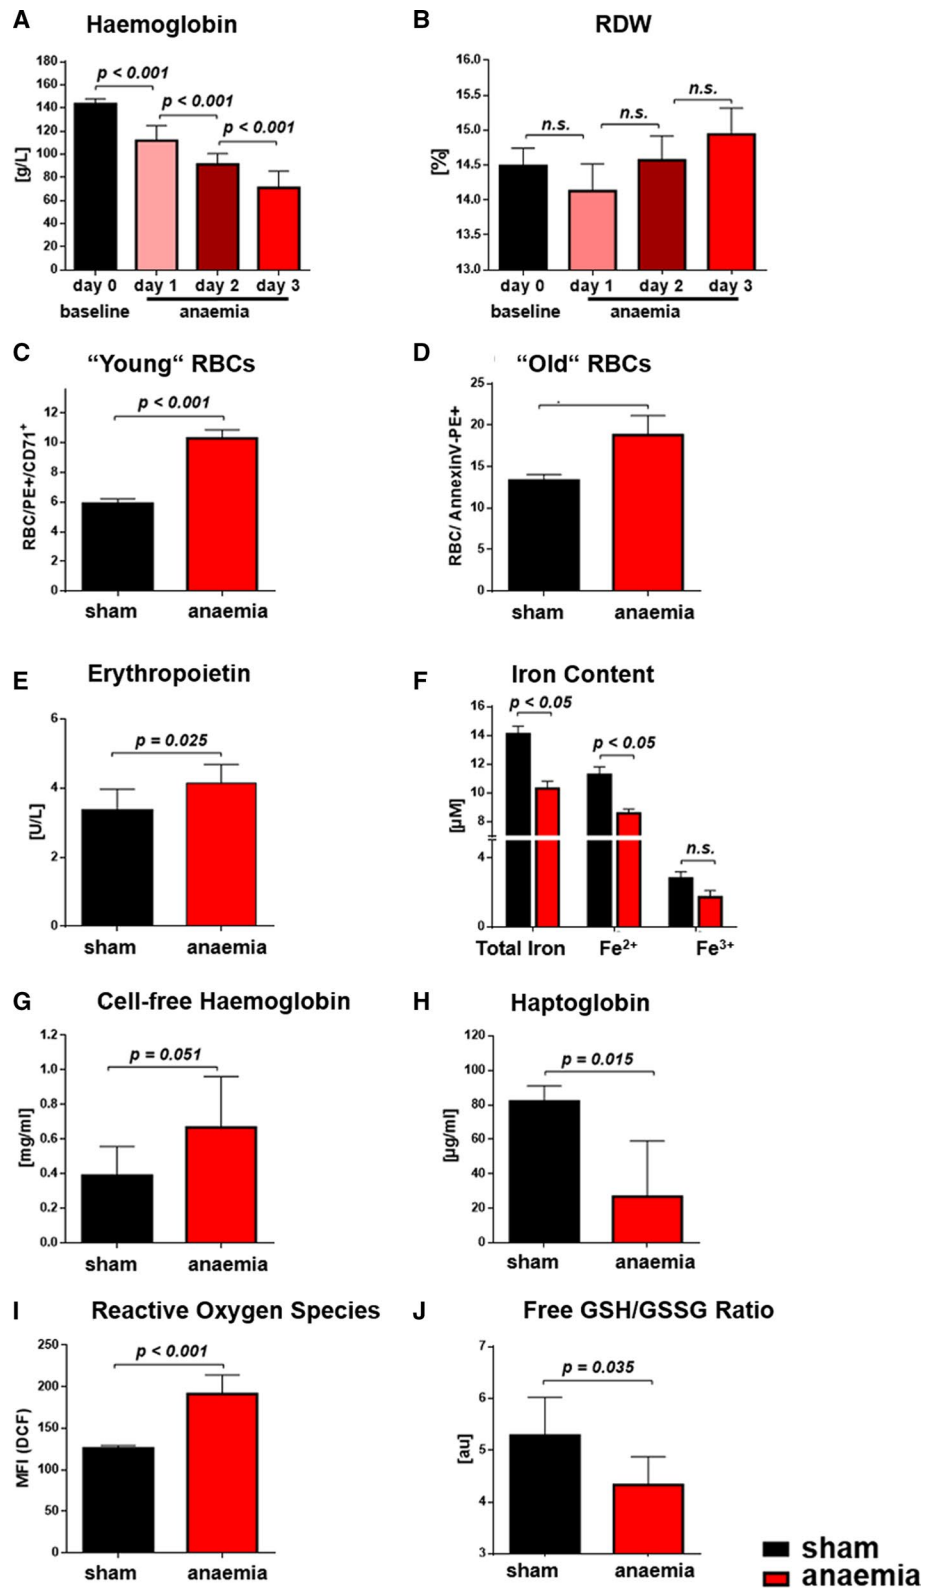 A Haemoglobin
[g/L]
180
160
140
120
100
80
60
40
20
0
p < 0.001
p < 0.001
p < 0.001
day 0 day 1 day 2 day 3
baseline anaemia
B RDW
[%]
16.0
15.5
15.0
14.5
14.0
13.5
13.0
n.s.
n.s.
n.s.
day 0 day 1 day 2 day 3
baseline anaemia
C “Young“ RBCs
RBC/PE+/CD71+
12
10
8
6
4
2
0
p < 0.001
sham anaemia
D “Old“ RBCs
RBC/ AnnexinV-PE+
25
20
15
10
5
0
sham anaemia
E Erythropoietin
[U/L]
6
4
2
0
p = 0.025
sham anaemia
F Iron Content
[µM]
16
14
12
10
8
4
0
p < 0.05
p < 0.05
n.s.
Total Iron Fe2+ Fe3+
G Cell-free Haemoglobin
[mg/ml]
1.2
1.0
0.8
0.6
0.4
0.2
0.0
p = 0.051
sham anaemia
H Haptoglobin
[µg/ml]
120
100
80
60
40
20
0
p = 0.015
sham anaemia
I Reactive Oxygen Species
MFI (DCF)
250
200
150
100
50
0
p < 0.001
sham anaemia
J Free GSH/GSSG Ratio
[au]
7
6
5
4
3
p = 0.035
sham anaemia
sham
anaemia